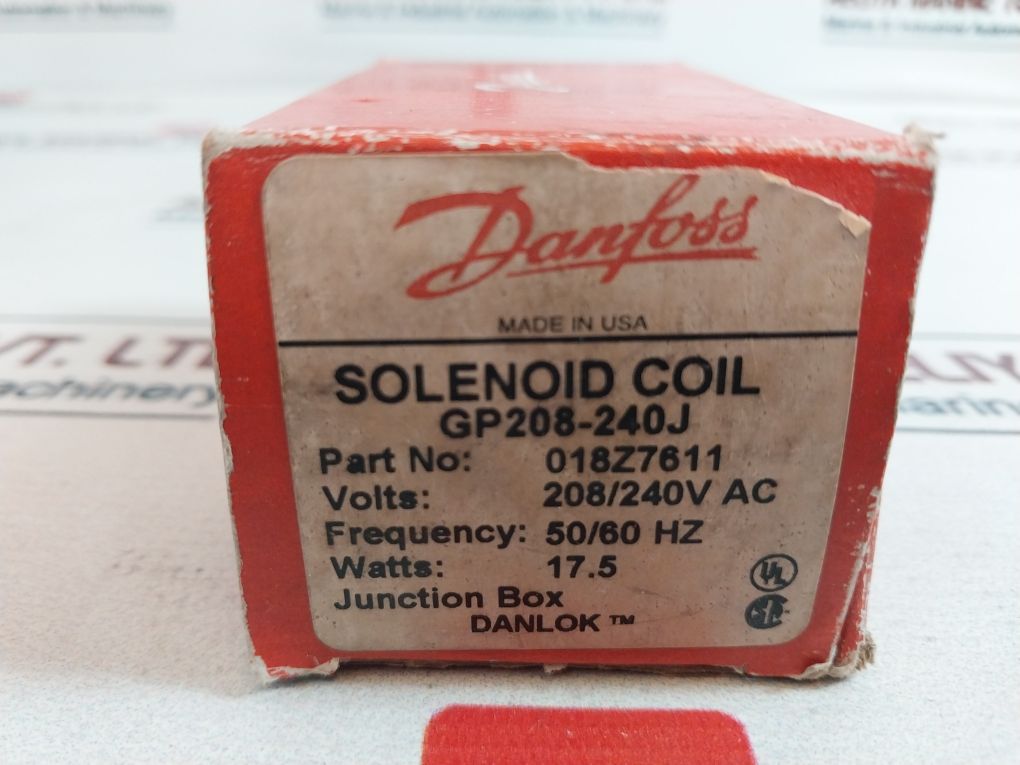 Danfoss
MADE IN USA
SOLENOID COIL
GP208-240J
Part No: 018Z7611
Volts: 208/240V AC
Frequency: 50/60 HZ
Watts: 17.5
Junction Box
DANLOK ™
UL